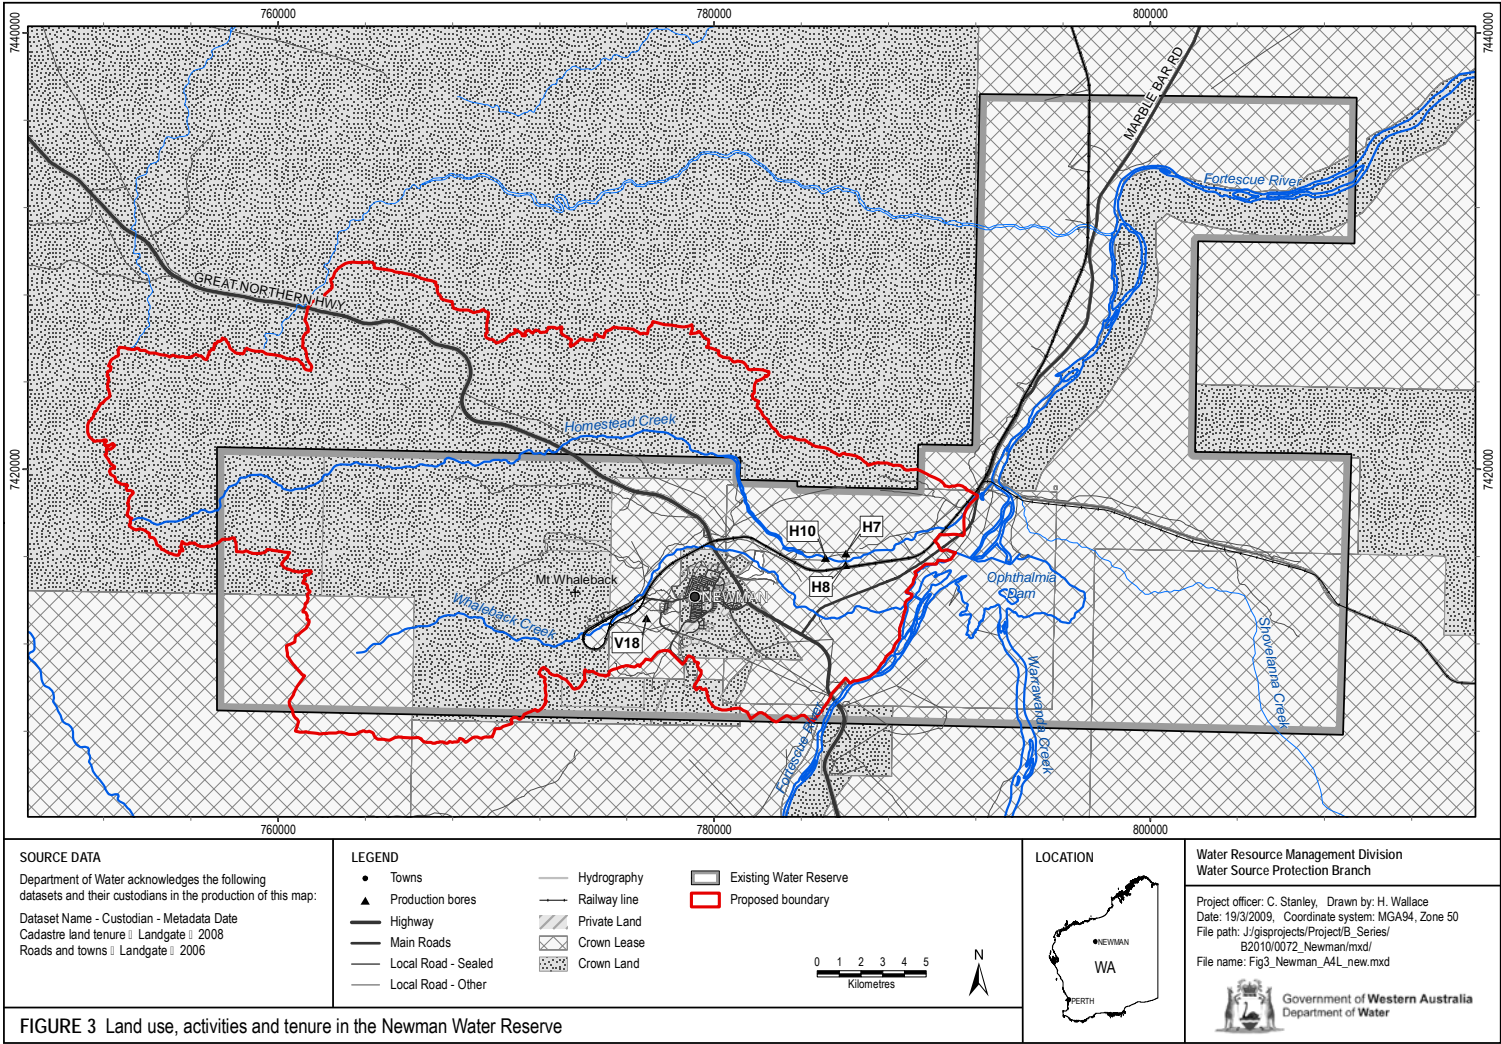 760000
780000
800000
7440000
7440000
MARBLE BAR RD
Fortescue River
GREAT NORTHERN HWY
Homestead Creek
7420000
7420000
H10
H7
H8
Mt Whaleback
NEWMAN
Ophthalmia
Dam
Whaleback Creek
V18
Shovelanna Creek
Warrawanda Creek
Fortescue River
760000
780000
800000
SOURCE DATA
Department of Water acknowledges the following
datasets and their custodians in the production of this map:
Dataset Name - Custodian - Metadata Date
Cadastre land tenure ▯ Landgate ▯ 2008
Roads and towns ▯ Landgate ▯ 2006
LEGEND
Towns
Production bores
Highway
Main Roads
Local Road - Sealed
Local Road - Other
Hydrography
Railway line
Private Land
Crown Lease
Crown Land
Existing Water Reserve
Proposed boundary
0 1 2 3 4 5
Kilometres
N
LOCATION
NEWMAN
WA
PERTH
Water Resource Management Division
Water Source Protection Branch
Project officer: C. Stanley, Drawn by: H. Wallace
Date: 19/3/2009, Coordinate system: MGA94, Zone 50
File path: J:/gisprojects/Project/B_Series/
B2010/0072_Newman/mxd/
File name: Fig3_Newman_A4L_new.mxd
Government of Western Australia
Department of Water
FIGURE 3 Land use, activities and tenure in the Newman Water Reserve